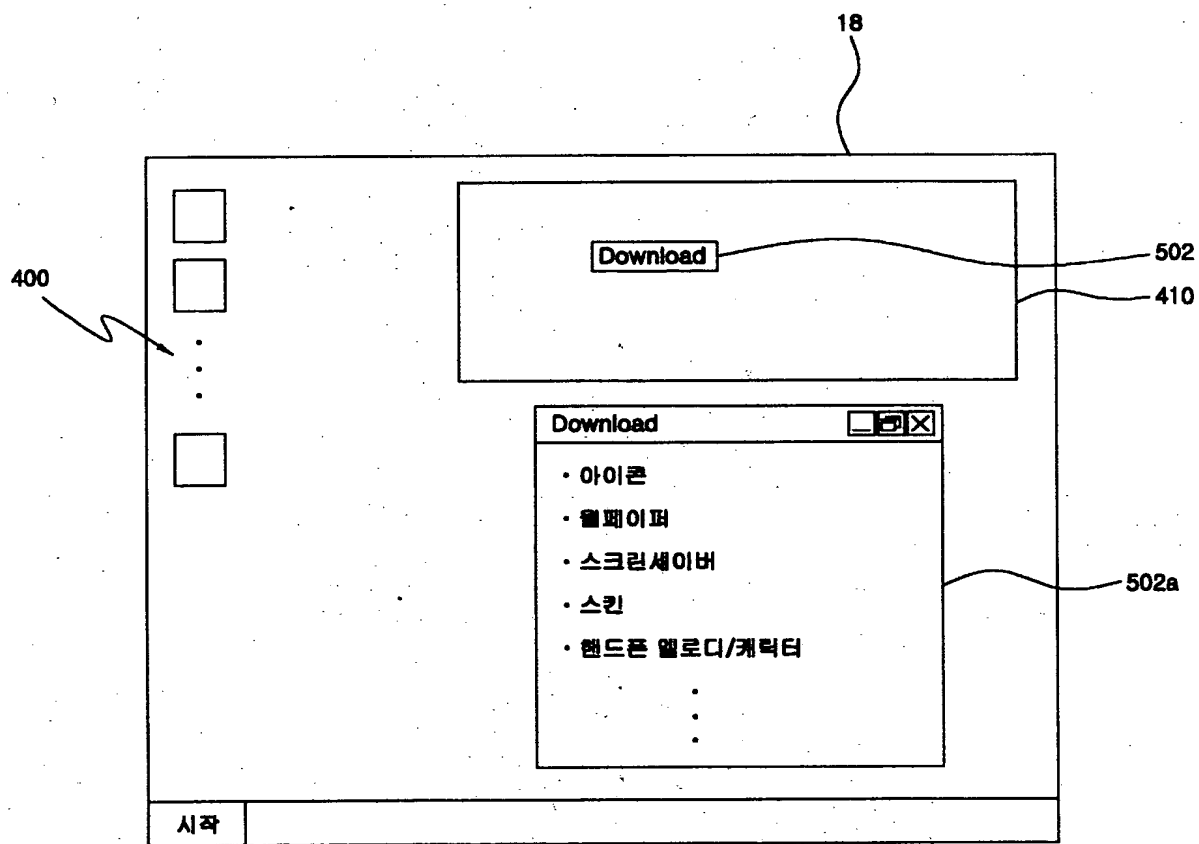 18
Download
502
410
400
Download
· 아이콘
· 월페이퍼
· 스크린세이버
· 스킨
502a
· 핸드폰 멜로디/캐릭터
시작